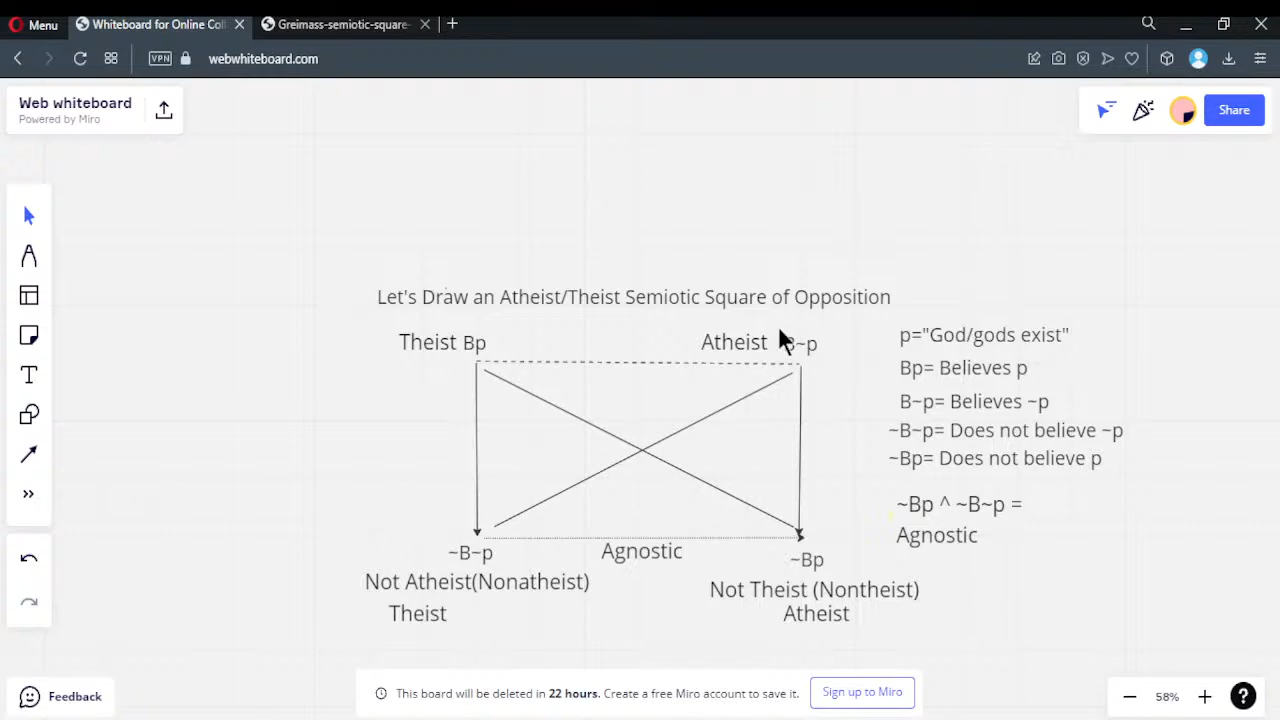 Menu
Whiteboard for Online Col
Greimass-semiotic-square-
VPN
webwhiteboard.com
Web whiteboard
Powered by Miro
Share
Let's Draw an Atheist/Theist Semiotic Square of Opposition
Theist Bp
Atheist ~p
p="God/gods exist"
Bp= Believes p
B~p= Believes ~p
~B~p= Does not believe ~p
~Bp= Does not believe p
~Bp ^ ~B~p =
Agnostic
~B~p
Agnostic
~Bp
Not Atheist(Nonatheist)
Not Theist (Nontheist)
Theist
Atheist
This board will be deleted in 22 hours. Create a free Miro account to save it.
Sign up to Miro
Feedback
58%